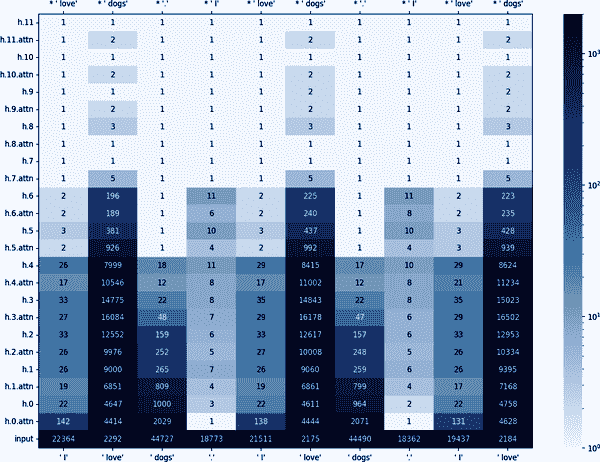 * ' love' * ' dogs' * '.' * ' I' * ' love' * ' dogs' * '.' * ' I' * ' love' * ' dogs'
h.11 1 1 1 1 1 1 1 1 1 1
h.11.attn 1 2 1 1 1 2 1 1 1 2
h.10 1 1 1 1 1 1 1 1 1 1
h.10.attn 1 2 1 1 1 2 1 1 1 2
h.9 1 1 1 1 1 2 1 1 1 2
h.9.attn 1 2 1 1 1 2 1 1 1 2
h.8 1 3 1 1 1 3 1 1 1 3
h.8.attn 1 1 1 1 1 1 1 1 1 1
h.7 1 1 1 1 1 1 1 1 1 1
h.7.attn 1 5 1 1 1 5 1 1 1 5
h.6 2 196 1 11 2 225 1 11 2 223
h.6.attn 2 189 1 6 2 240 1 8 2 235
h.5 3 381 1 10 3 437 1 10 3 428
h.5.attn 2 926 1 4 2 992 1 4 3 939
h.4 26 7999 18 11 29 8415 17 10 29 8624
h.4.attn 17 10546 12 8 17 11002 12 8 21 11234
h.3 33 14775 22 8 35 14843 22 8 35 15023
h.3.attn 27 16084 48 7 29 16178 47 6 29 16502
h.2 33 12552 159 6 33 12617 157 6 33 12953
h.2.attn 26 9976 252 5 27 10008 248 5 26 10334
h.1 26 9000 265 7 26 9060 259 6 26 9395
h.1.attn 19 6851 809 4 19 6861 799 4 17 7168
h.0 22 4647 1000 3 22 4611 964 2 22 4758
h.0.attn 142 4414 2029 1 138 4444 2071 1 131 4628
input 22364 2292 44727 18773 21511 2175 44490 18362 19437 2184
' I' ' love' ' dogs' '.' ' I' ' love' ' dogs' '.' ' I' ' love'
10³
10²
10¹
10⁰